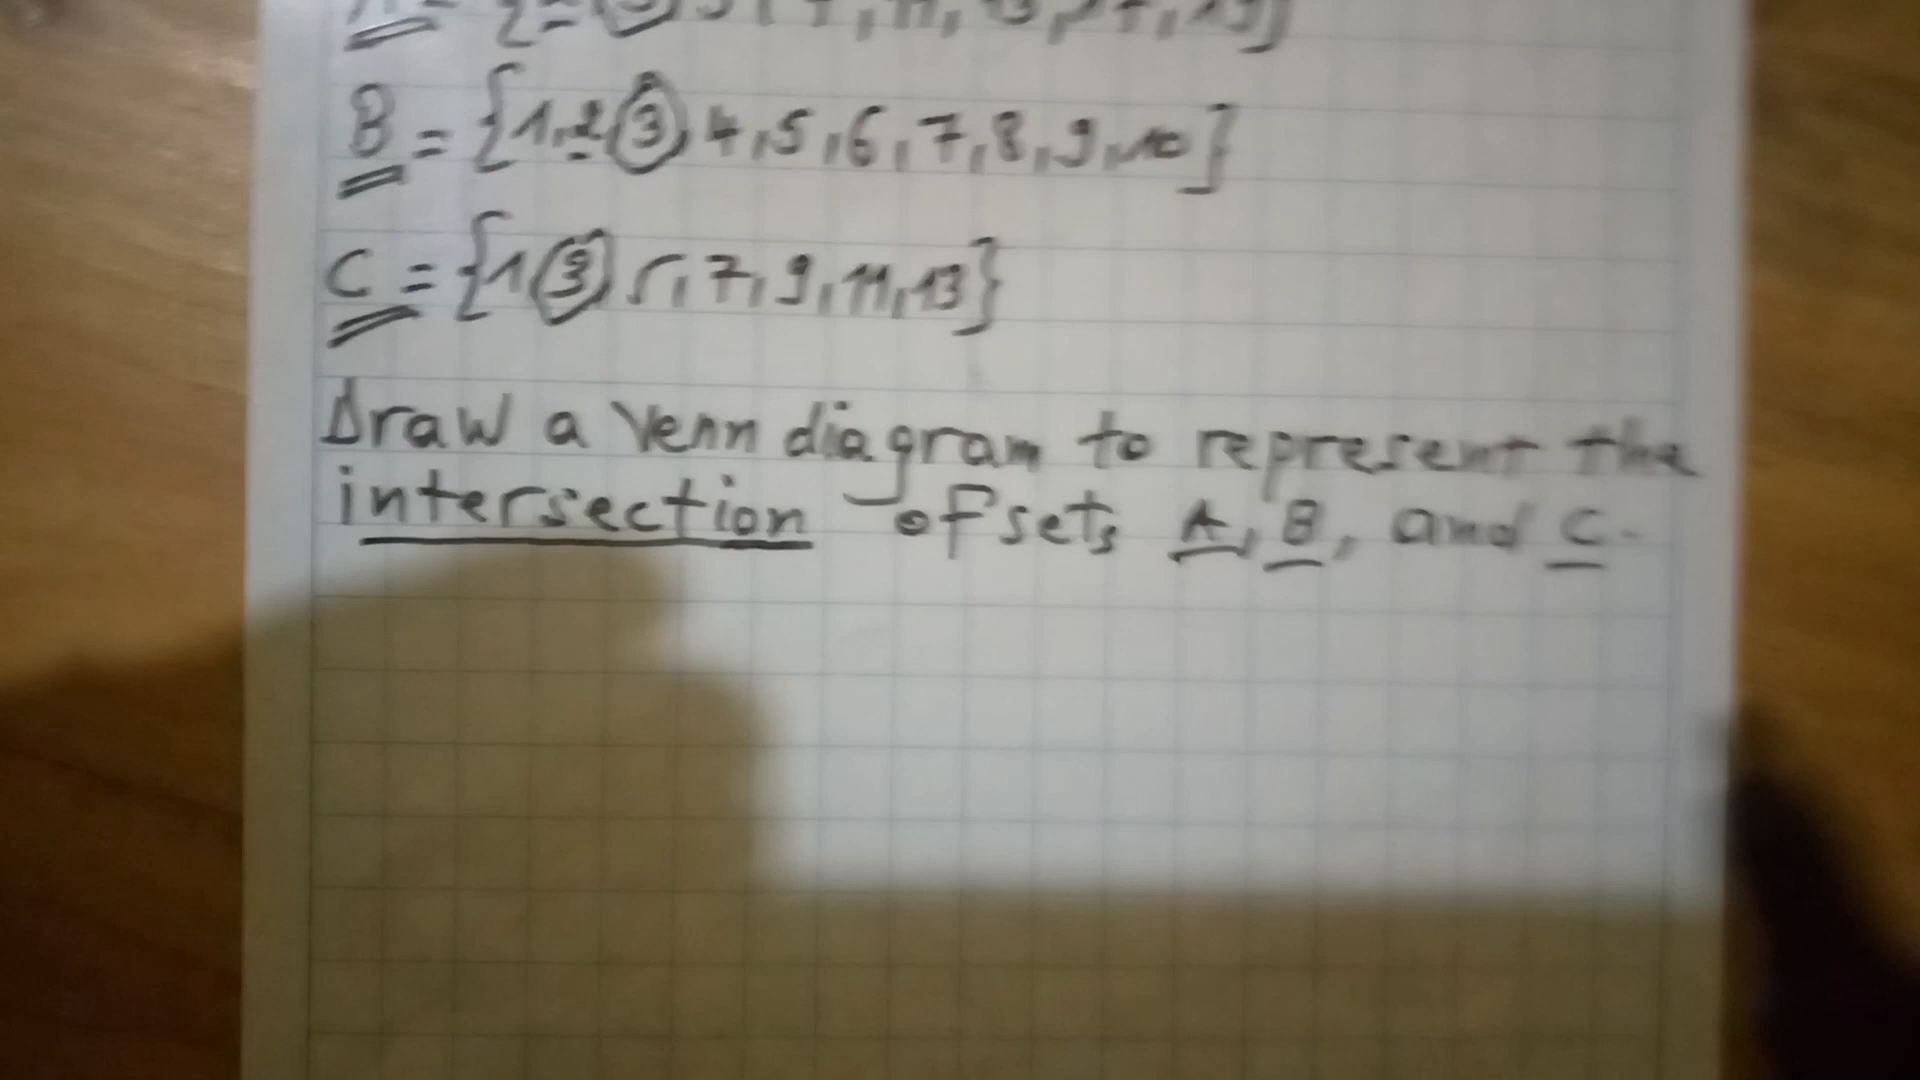 B = {1,2,3,4,5,6,7,8,9,10}
C = {1 3 5,7,9,11,13}
Draw a Venn diagram to represent the
intersection of sets A, B, and C.